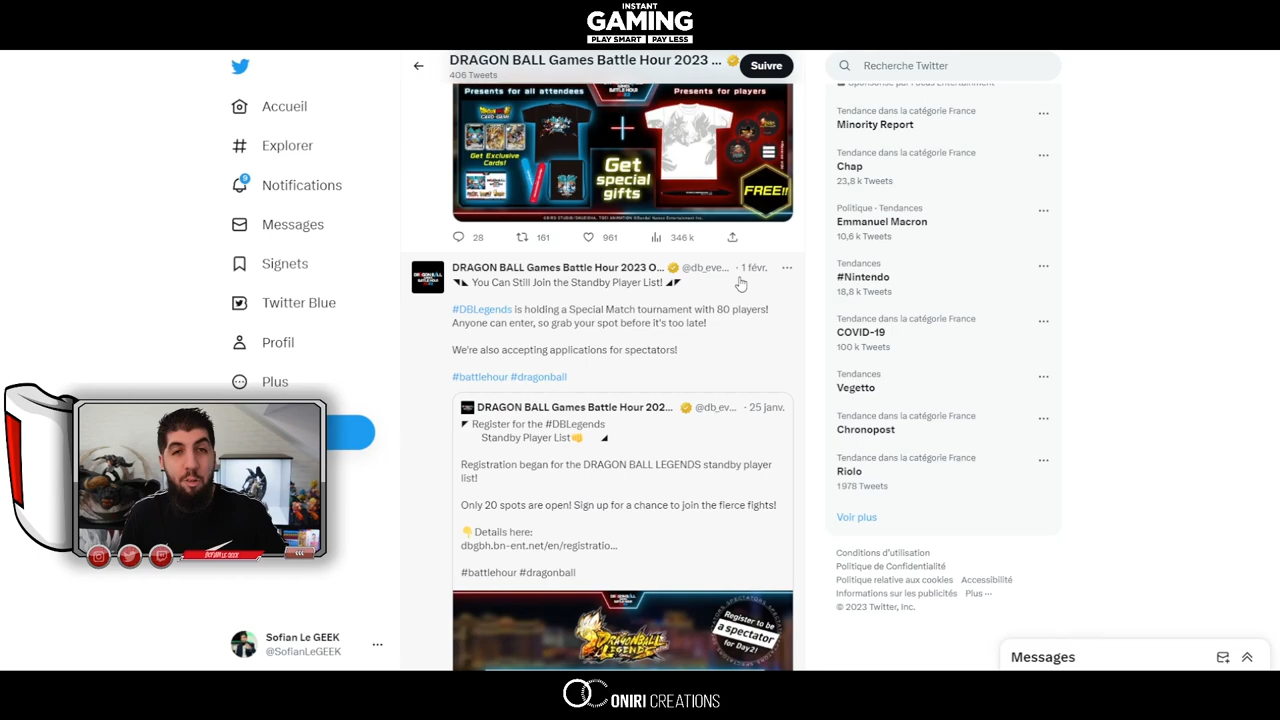 INSTANT
GAMING
PLAY SMART PAY LESS
DRAGON BALL Games Battle Hour 2023 ...
406 Tweets
Suivre
Recherche Twitter
Accueil
Explorer
9
Notifications
Messages
Signets
Twitter Blue
Profil
Plus
Presents for all attendees
Presents for players
Get Exclusive
Cards!
Get
special
gifts
FREE!!
28
161
961
346 k
DRAGON BALL Games Battle Hour 2023 O... @db_eve... · 1 févr.
You Can Still Join the Standby Player List!
#DBLegends is holding a Special Match tournament with 80 players!
Anyone can enter, so grab your spot before it's too late!
We're also accepting applications for spectators!
#battlehour #dragonball
DRAGON BALL Games Battle Hour 202... @db_ev... · 25 janv.
Register for the #DBLegends
Standby Player List
Registration began for the DRAGON BALL LEGENDS standby player
list!
Only 20 spots are open! Sign up for a chance to join the fierce fights!
Details here:
dbgbh.bn-ent.net/en/registratio...
#battlehour #dragonball
DRAGONBALL
LEGENDS
Register to be
a spectator
for Day2!
Tendance dans la catégorie France
Minority Report
Tendance dans la catégorie France
Chap
23,8 k Tweets
Politique · Tendances
Emmanuel Macron
10,6 k Tweets
Tendances
#Nintendo
18,8 k Tweets
Tendance dans la catégorie France
COVID-19
100 k Tweets
Tendances
Vegetto
Tendance dans la catégorie France
Chronopost
Tendance dans la catégorie France
Riolo
1 978 Tweets
Voir plus
Conditions d'utilisation
Politique de Confidentialité
Politique relative aux cookies Accessibilité
Informations sur les publicités Plus ...
© 2023 Twitter, Inc.
Messages
SOFIAN LE GEEK
Sofian Le GEEK
@SofianLeGEEK
ONIRI CREATIONS